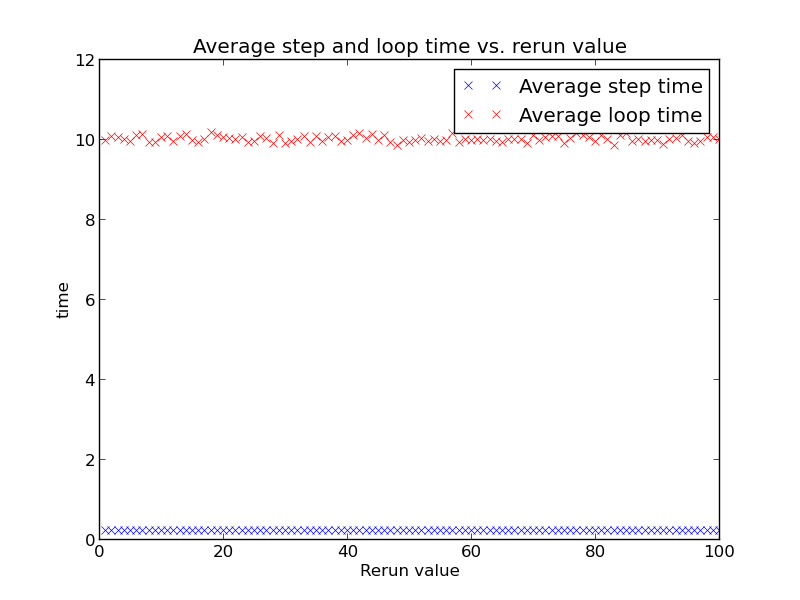 Average step and loop time vs. rerun value
12
10
8
6
4
2
0
time
Average step time
Average loop time
0 20 40 60 80 100
Rerun value